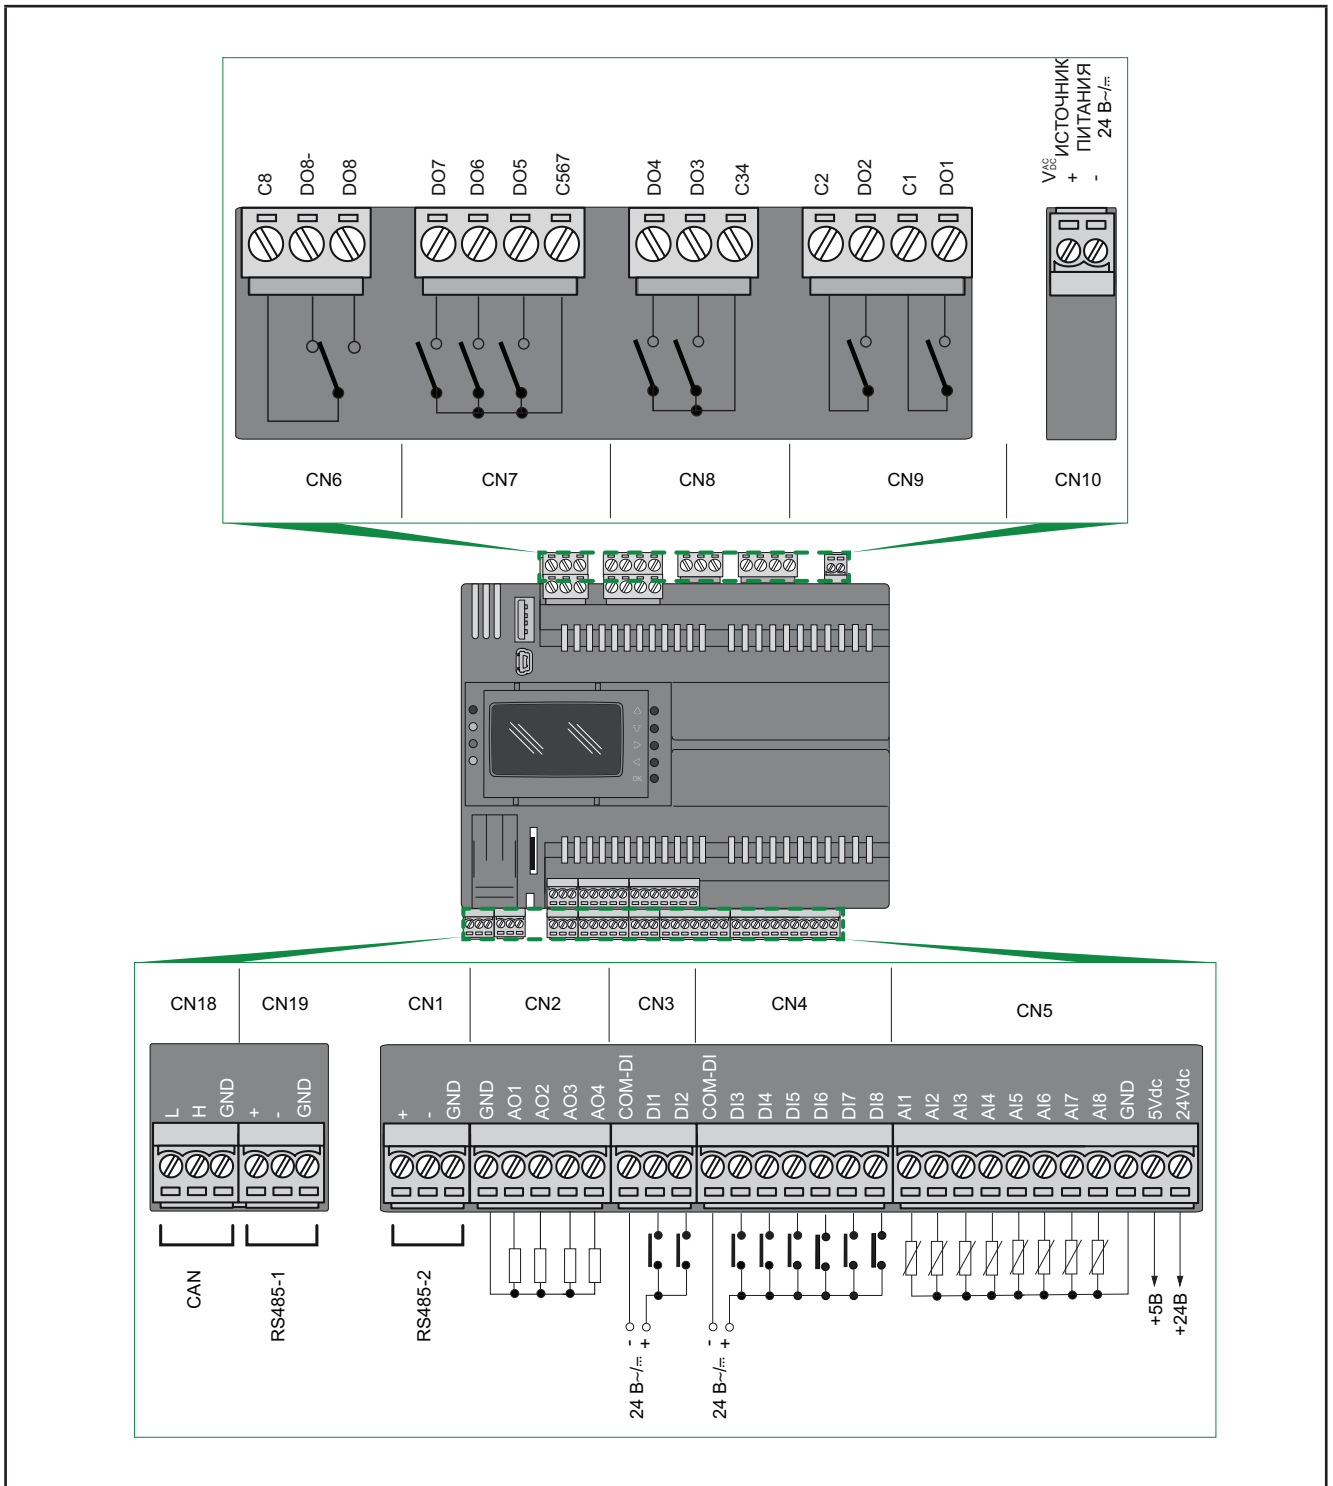 C8
DO8-
DO8
DO7
DO6
DO5
C567
DO4
DO3
C34
C2
DO2
C1
DO1
VAC DC ИСТОЧНИК
+ ПИТАНИЯ
- 24 В~/⎓
CN6
CN7
CN8
CN9
CN10
OK
CN18
CN19
CN1
CN2
CN3
CN4
CN5
L
H
GND
+
-
GND
+
-
GND
GND
AO1
AO2
AO3
AO4
COM-DI
DI1
DI2
COM-DI
DI3
DI4
DI5
DI6
DI7
DI8
AI1
AI2
AI3
AI4
AI5
AI6
AI7
AI8
GND
5Vdc
24Vdc
CAN
RS485-1
RS485-2
24 В~/⎓ - +
24 В~/⎓ - +
+5В
+24В